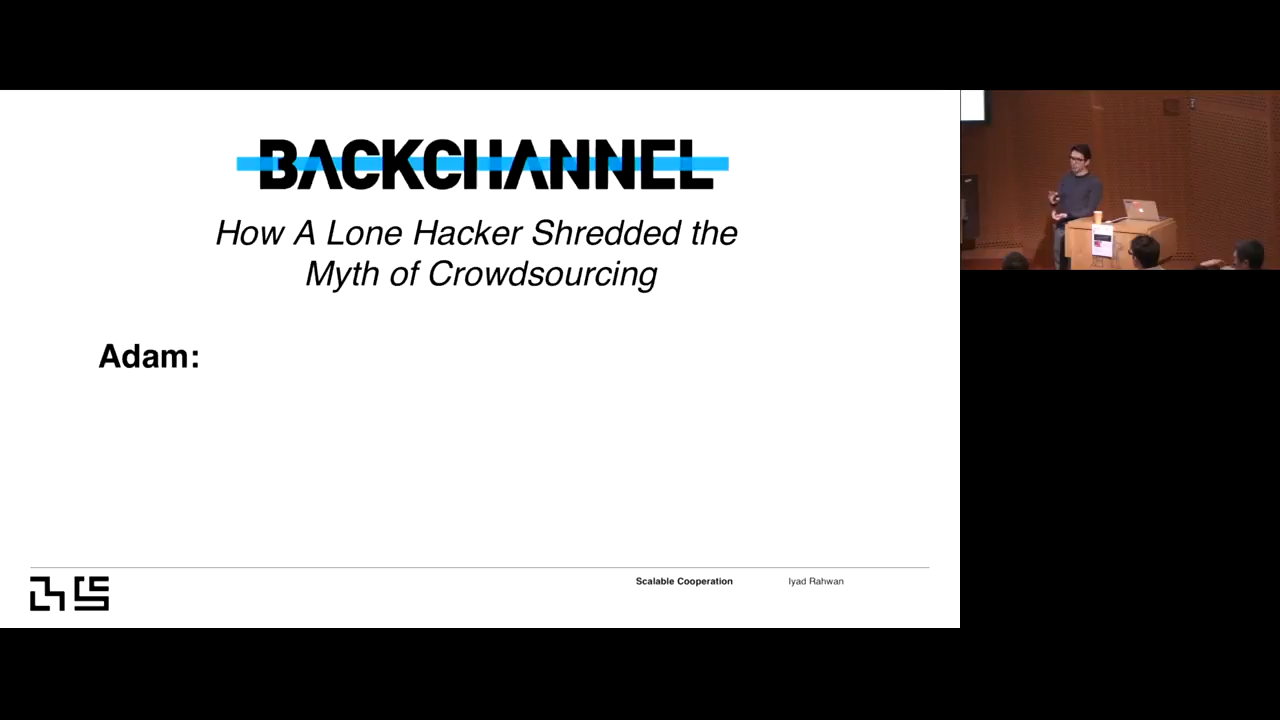 BACKCHANNEL
How A Lone Hacker Shredded the
Myth of Crowdsourcing
Adam:
Scalable Cooperation
Iyad Rahwan